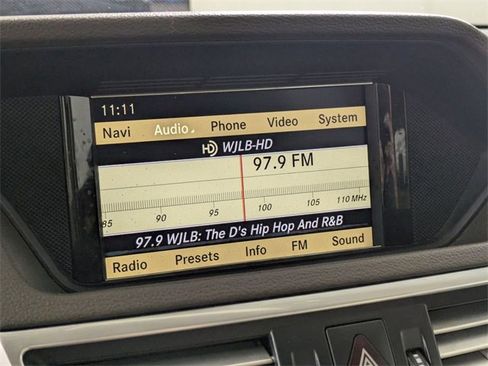 11:11
Navi Audio Phone Video System
HD WJLB-HD
97.9 FM
85 90 95 100 105 110 MHz
97.9 WJLB: The D's Hip Hop And R&B
Radio Presets Info FM Sound